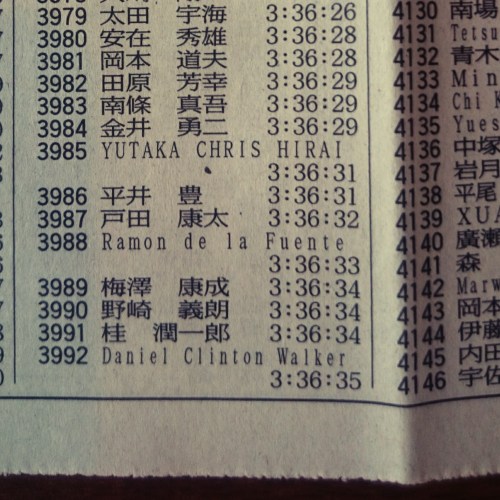 3979 太田 宇海 3:36:26
3980 安在 秀雄 3:36:28
3981 岡本 道夫 3:36:28
3982 田原 芳幸 3:36:29
3983 南條 真吾 3:36:29
3984 金井 勇二 3:36:29
3985 YUTAKA CHRIS HIRAI
3:36:31
3986 平井 豊 3:36:31
3987 戸田 康太 3:36:32
3988 Ramon de la Fuente
3:36:33
3989 梅澤 康成 3:36:34
3990 野崎 義朗 3:36:34
3991 桂 潤一郎 3:36:34
3992 Daniel Clinton Walker
3:36:35
4130 南場
4131 Tetsu
4132 青木
4133 Min
4134 Chi K
4135 Yues
4136 中塚
4137 岩月
4138 平尾
4139 XU
4140 廣瀬
4141 森
4142 Marw
4143 岡本
4144 伊藤
4145 内田
4146 宇佐